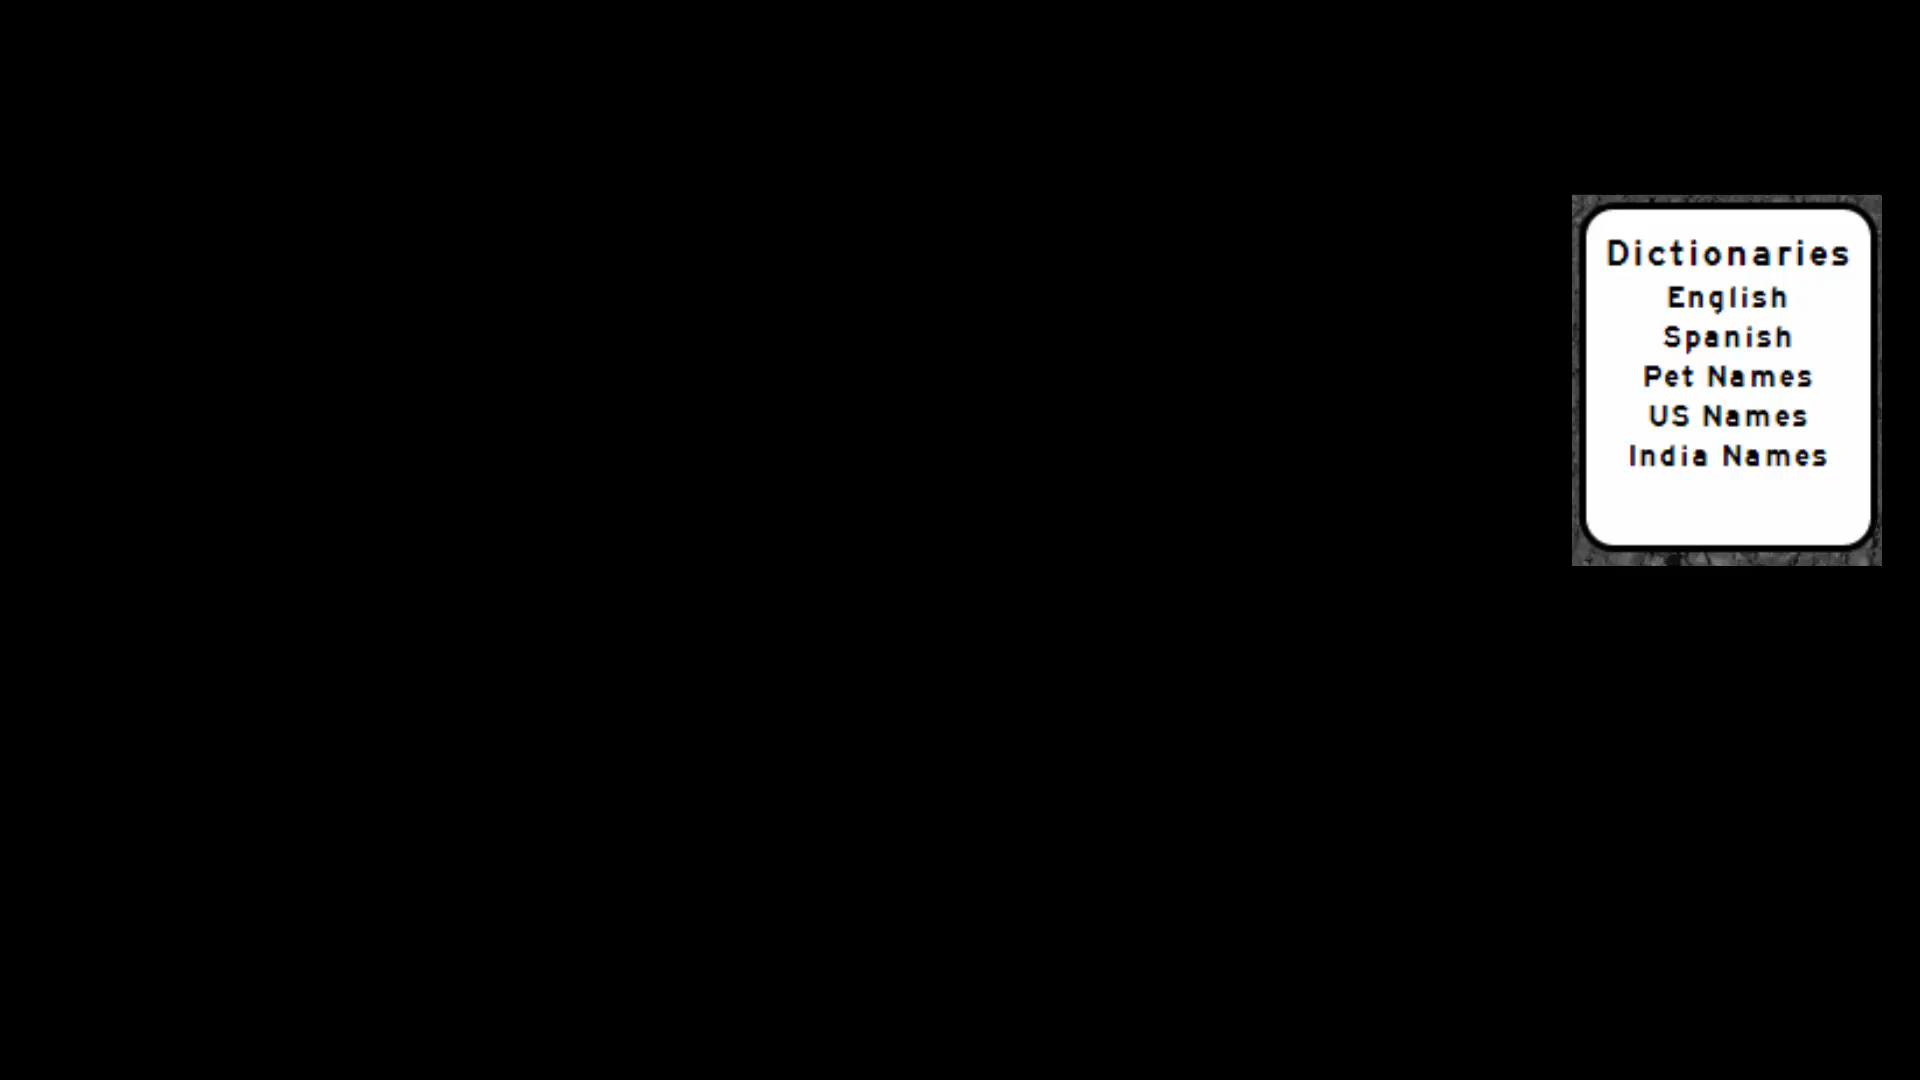 Dictionaries
English
Spanish
Pet Names
US Names
India Names